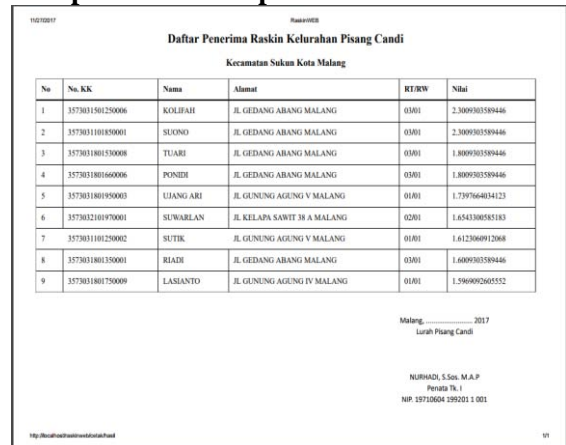 11/27/2017 RaskinWEB
Daftar Penerima Raskin Kelurahan Pisang Candi
Kecamatan Sukun Kota Malang
No No. KK Nama Alamat RT/RW Nilai
1 3573031501250006 KOLIFAH JL GEDANG ABANG MALANG 03/01 2.3009303589446
2 3573031101850001 SUONO JL GEDANG ABANG MALANG 03/01 2.3009303589446
3 3573031801530008 TUARI JL GEDANG ABANG MALANG 03/01 1.8009303589446
4 3573031801660006 PONIDI JL GEDANG ABANG MALANG 03/01 1.8009303589446
5 3573031801950003 UJANG ARI JL GUNUNG AGUNG V MALANG 01/01 1.7397664034123
6 3573032101970001 SUWARLAN JL KELAPA SAWIT 38 A MALANG 02/01 1.6543300585183
7 3573031101250002 SUTIK JL GUNUNG AGUNG V MALANG 01/01 1.6123060912068
8 3573031801350001 RIADI JL GEDANG ABANG MALANG 03/01 1.6009303589446
9 3573031801750009 LASIANTO JL GUNUNG AGUNG IV MALANG 01/01 1.5969092605552
Malang, ........................ 2017
Lurah Pisang Candi
NURHADI, S.Sos. M.A.P
Penata Tk. I
NIP. 19710604 199201 1 001
http://localhost/raskinweb/cetak/hasil 1/1